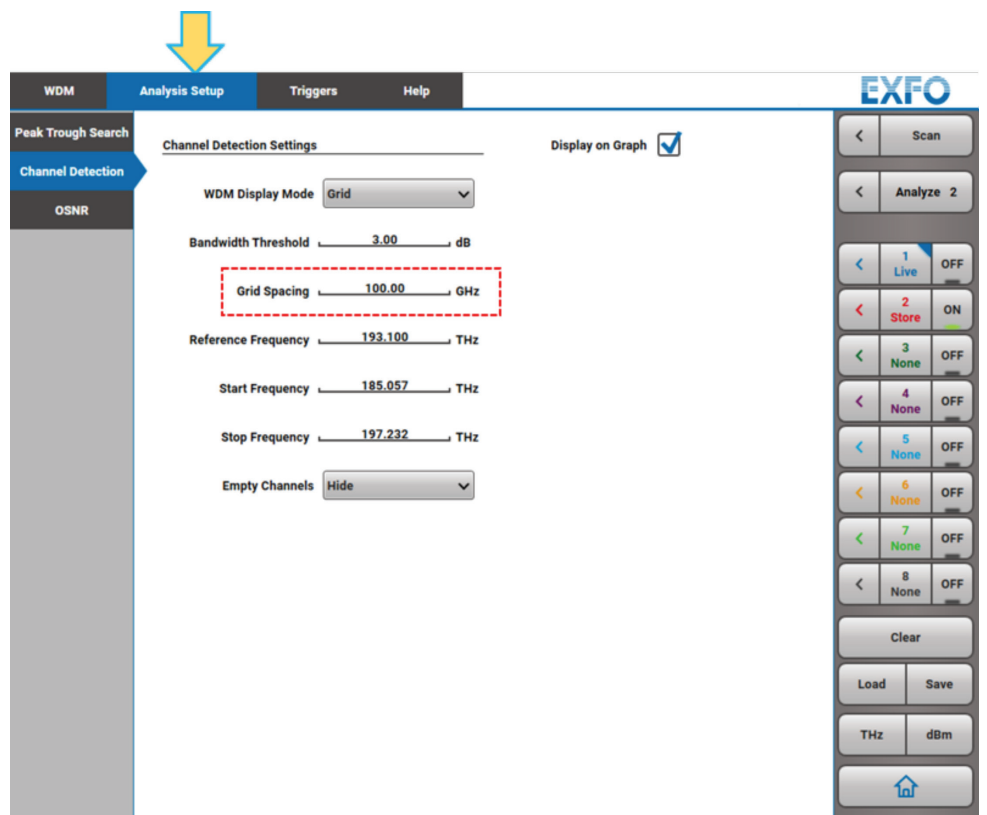 WDM
Analysis Setup
Triggers
Help
EXFO
Peak Trough Search
Channel Detection
OSNR
Channel Detection Settings
Display on Graph
WDM Display Mode Grid
Bandwidth Threshold 3.00 dB
Grid Spacing 100.00 GHz
Reference Frequency 193.100 THz
Start Frequency 185.057 THz
Stop Frequency 197.232 THz
Empty Channels Hide
Scan
Analyze 2
1
Live
OFF
2
Store
ON
3
None
OFF
4
None
OFF
5
None
OFF
6
None
OFF
7
None
OFF
8
None
OFF
Clear
Load
Save
THz
dBm